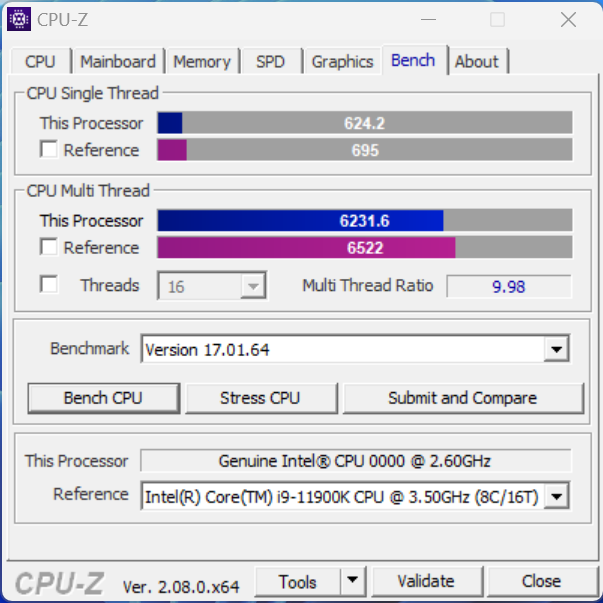 CPU-Z
CPU Mainboard Memory SPD Graphics Bench About
CPU Single Thread
This Processor 624.2
Reference 695
CPU Multi Thread
This Processor 6231.6
Reference 6522
Threads 16 Multi Thread Ratio 9.98
Benchmark Version 17.01.64
Bench CPU Stress CPU Submit and Compare
This Processor Genuine Intel® CPU 0000 @ 2.60GHz
Reference Intel(R) Core(TM) i9-11900K CPU @ 3.50GHz (8C/16T)
CPU-Z Ver. 2.08.0.x64 Tools Validate Close